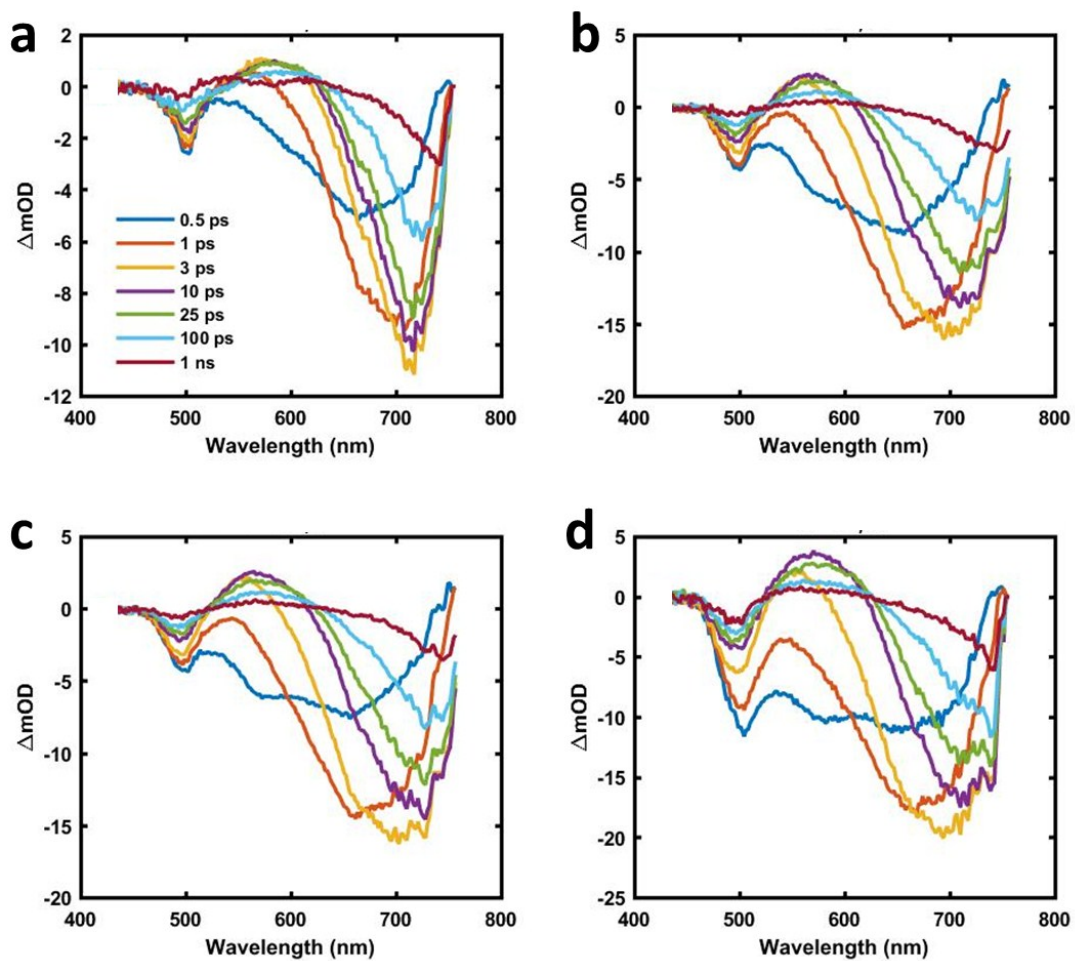 a
b
2
0
-2
-4
-6
-8
-10
-12
ΔmOD
0.5 ps
1 ps
3 ps
10 ps
25 ps
100 ps
1 ns
400 500 600 700 800
Wavelength (nm)
5
0
-5
-10
-15
-20
ΔmOD
400 500 600 700 800
Wavelength (nm)
c
d
5
0
-5
-10
-15
-20
ΔmOD
400 500 600 700 800
Wavelength (nm)
5
0
-5
-10
-15
-20
-25
ΔmOD
400 500 600 700 800
Wavelength (nm)